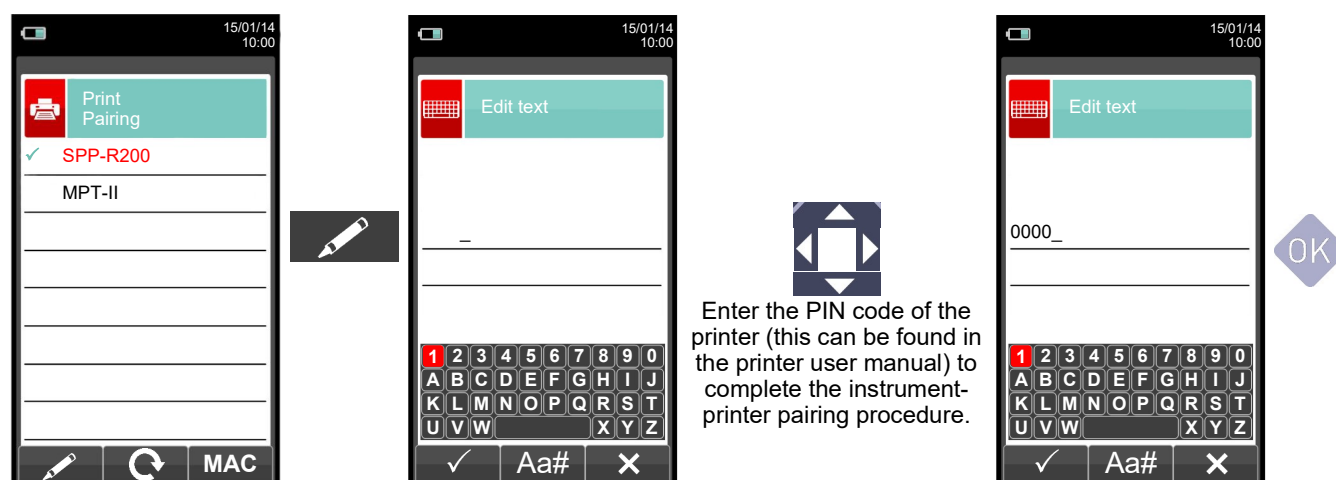 15/01/14
10:00
Print
Pairing
✓ SPP-R200
MPT-II
MAC
15/01/14
10:00
Edit text
_
1 2 3 4 5 6 7 8 9 0
A B C D E F G H I J
K L M N O P Q R S T
U V W X Y Z
✓ Aa# ✕
Enter the PIN code of the
printer (this can be found in
the printer user manual) to
complete the instrument-
printer pairing procedure.
15/01/14
10:00
Edit text
0000_
1 2 3 4 5 6 7 8 9 0
A B C D E F G H I J
K L M N O P Q R S T
U V W X Y Z
✓ Aa# ✕
OK